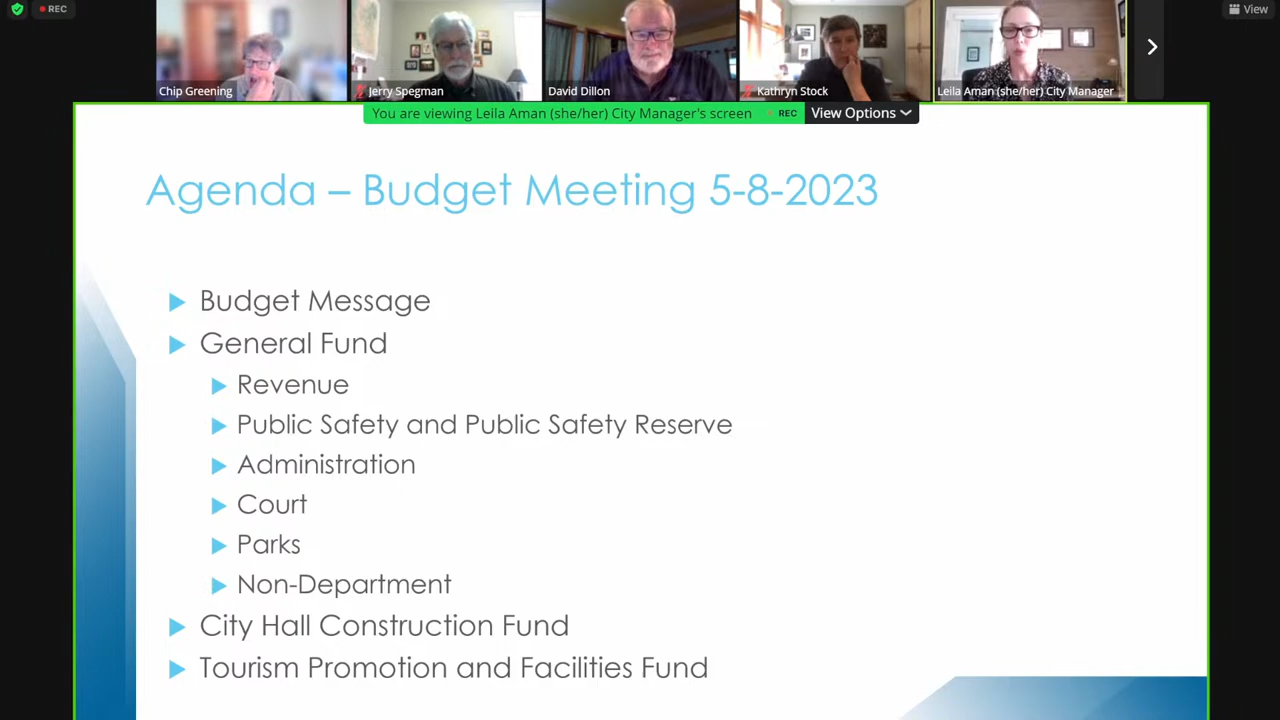 REC
View
Chip Greening
Jerry Spegman
David Dillon
Kathryn Stock
Leila Aman (she/her) City Manager
You are viewing Leila Aman (she/her) City Manager's screen
REC
View Options
Agenda – Budget Meeting 5-8-2023
Budget Message
General Fund
Revenue
Public Safety and Public Safety Reserve
Administration
Court
Parks
Non-Department
City Hall Construction Fund
Tourism Promotion and Facilities Fund